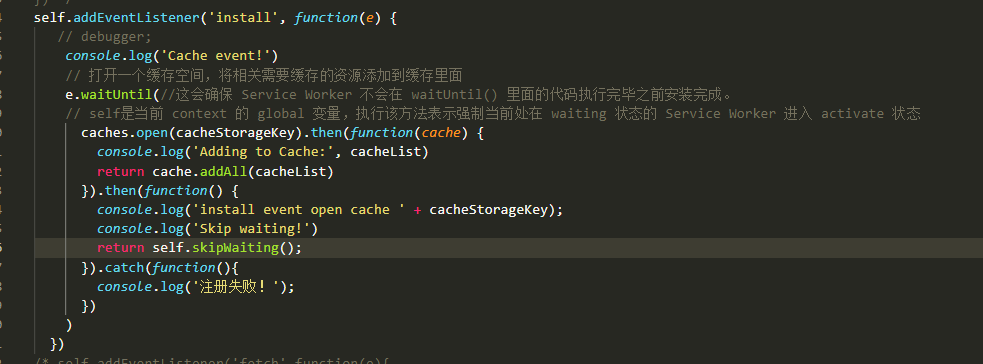 self.addEventListener('install', function(e) {
// debugger;
console.log('Cache event!')
// 打开一个缓存空间，将相关需要缓存的资源添加到缓存里面
e.waitUntil(//这会确保 Service Worker 不会在 waitUntil() 里面的代码执行完毕之前安装完成。
// self是当前 context 的 global 变量，执行该方法表示强制当前处在 waiting 状态的 Service Worker 进入 activate 状态
caches.open(cacheStorageKey).then(function(cache) {
console.log('Adding to Cache:', cacheList)
return cache.addAll(cacheList)
}).then(function() {
console.log('install event open cache ' + cacheStorageKey);
console.log('Skip waiting!')
return self.skipWaiting();
}).catch(function(){
console.log('注册失败！');
})
)
})
/* self.addEventListener('fetch',function(e){